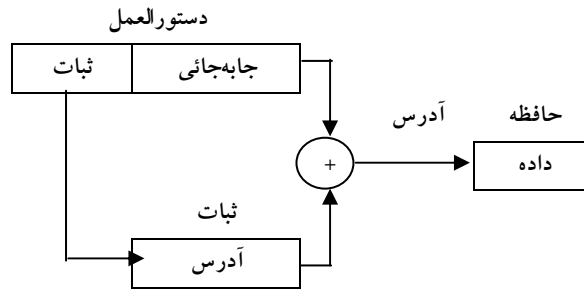 دستورالعمل
ثبات جابه‌جائی
آدرس حافظه
+ داده
ثبات
آدرس